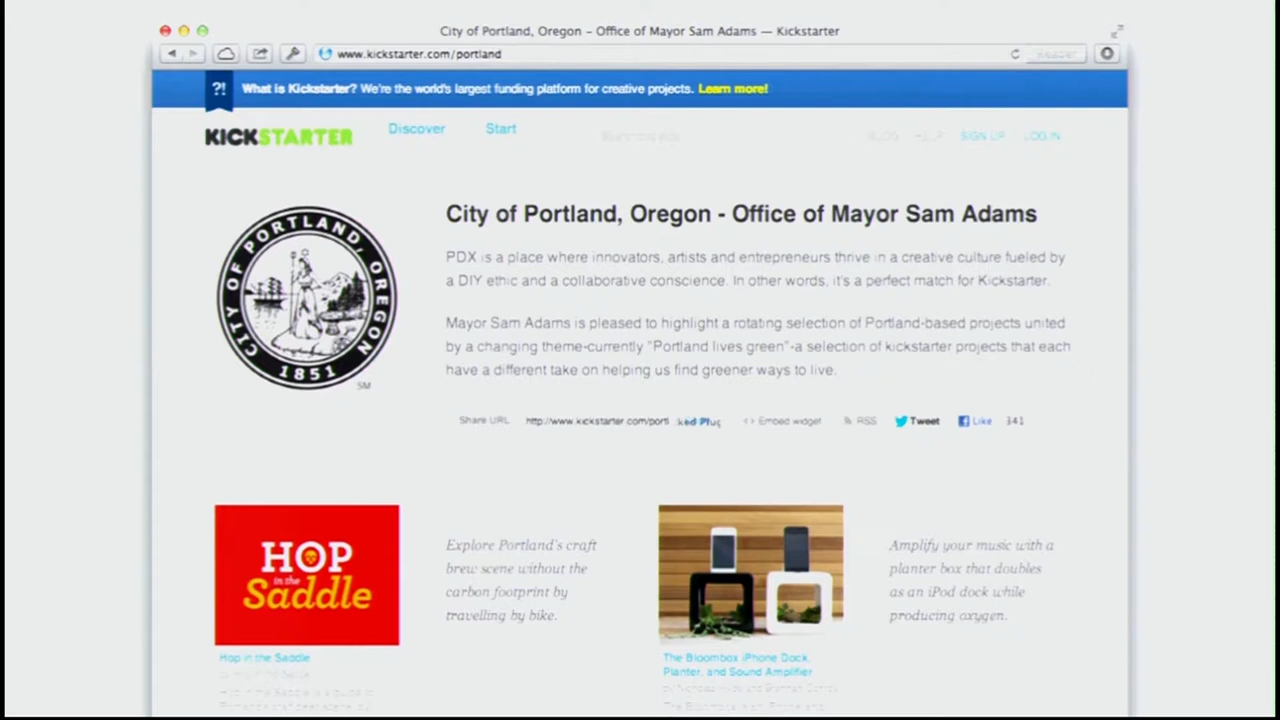 City of Portland, Oregon - Office of Mayor Sam Adams — Kickstarter
www.kickstarter.com/portland
Reader
?! What is Kickstarter? We're the world's largest funding platform for creative projects. Learn more!
KICKSTARTER Discover Start BLOG HELP SIGN UP LOG IN
City of Portland, Oregon - Office of Mayor Sam Adams
PDX is a place where innovators, artists and entrepreneurs thrive in a creative culture fueled by
a DIY ethic and a collaborative conscience. In other words, it's a perfect match for Kickstarter.
CITY OF PORTLAND, OREGON
1851
SM
Mayor Sam Adams is pleased to highlight a rotating selection of Portland-based projects united
by a changing theme-currently "Portland lives green"-a selection of kickstarter projects that each
have a different take on helping us find greener ways to live.
Share URL http://www.kickstarter.com/portl <> Embed widget RSS Tweet Like 341
HOP
in the
Saddle
Explore Portland's craft
brew scene without the
carbon footprint by
travelling by bike.
Amplify your music with a
planter box that doubles
as an iPod dock while
producing oxygen.
Hop in the Saddle
The Bloombox iPhone Dock,
Planter, and Sound Amplifier